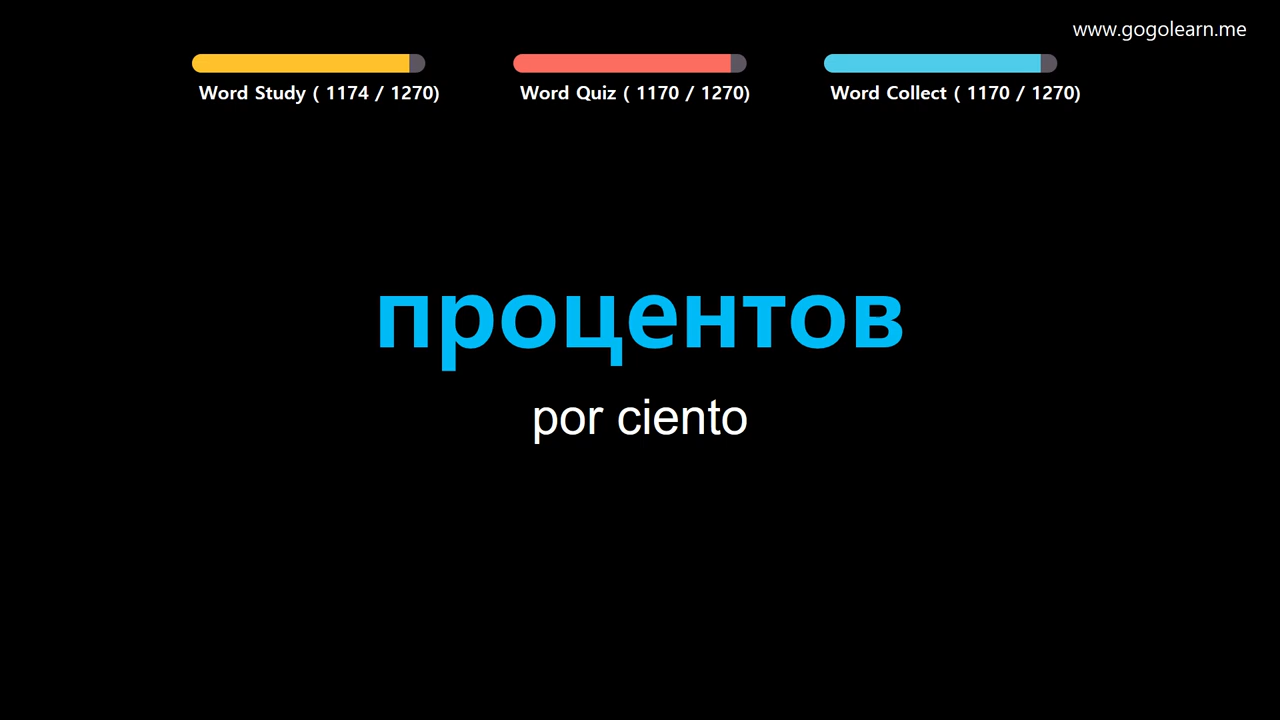 www.gogolearn.me
Word Study ( 1174 / 1270)
Word Quiz ( 1170 / 1270)
Word Collect ( 1170 / 1270)
процентов
por ciento